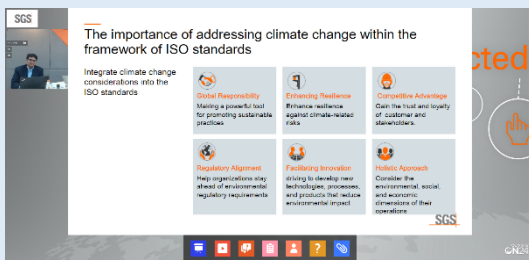 SGS
The importance of addressing climate change within the
framework of ISO standards
Integrate climate change
considerations into the
ISO standards
Global Responsibility
Making a powerful tool
for promoting sustainable
practices
Enhancing Resilience
Enhance resilience
against climate-related
risks
Competitive Advantage
Gain the trust and loyalty
of customer and
stakeholders.
Regulatory Alignment
Help organizations stay
ahead of environmental
regulatory requirements
Facilitating Innovation
driving to develop new
technologies, processes,
and products that reduce
environmental impact
Holistic Approach
Consider the
environmental, social,
and economic
dimensions of their
operations
SGS
cted
?
ON24